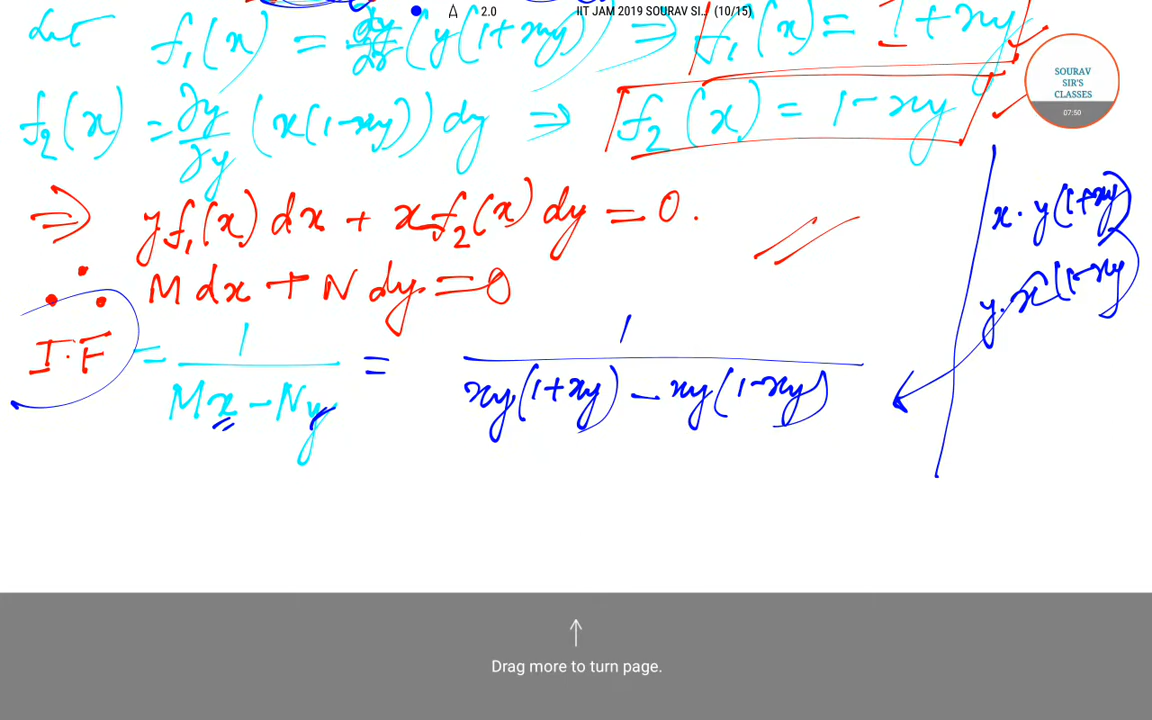 A 2.0 IIT JAM 2019 SOURAV SI... (10/15)
Let f₁(x) = (y(1+xy)) ⇒ f₁(x) = 1+xy
SOURAV
SIR'S
CLASSES
07:50
f₂(x) = ∂y/∂y (x(1-xy)) dy ⇒ f₂(x) = 1-xy
⇒ yf₁(x) dx + xf₂(x) dy = 0.
x · y(1+xy)
y · x(1-xy)
∴ M dx + N dy = 0
I.F = 1/(Mx - Ny) = 1/(xy(1+xy) - xy(1-xy))
Drag more to turn page.